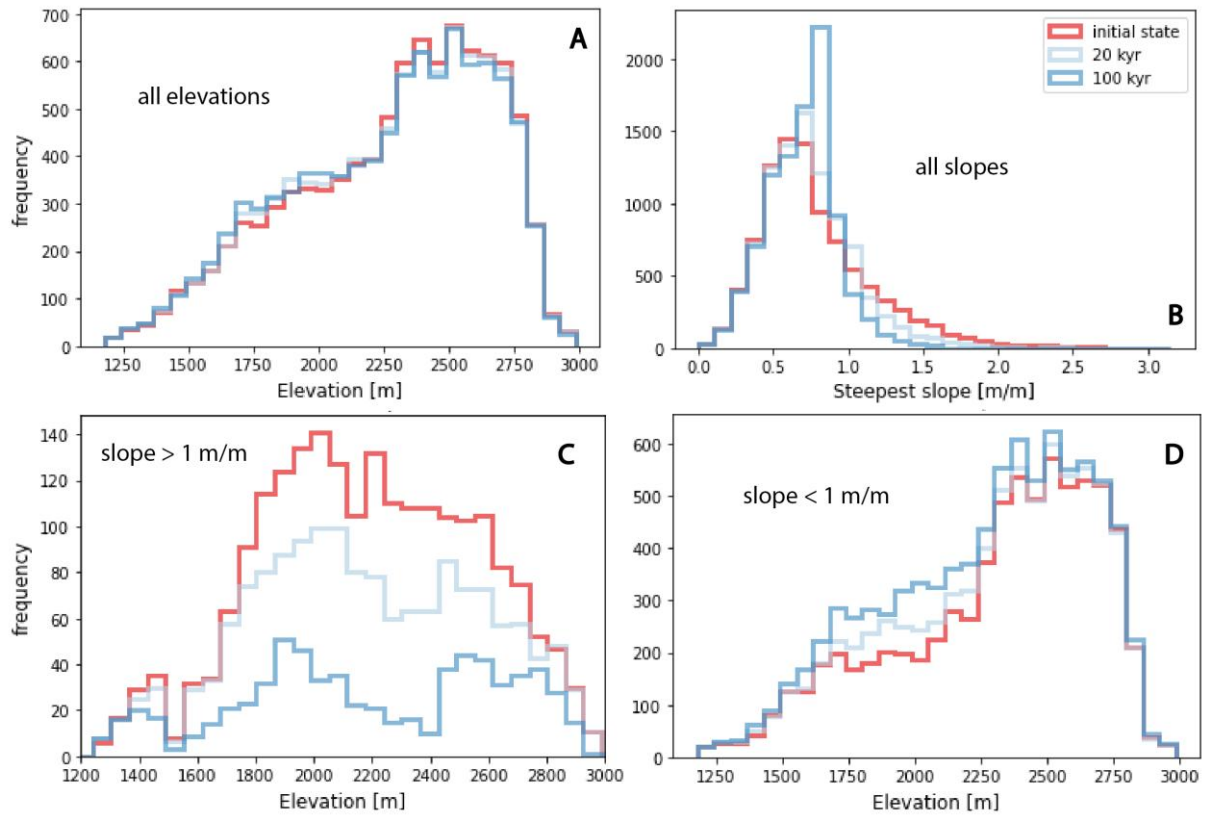 700
600
500
400
300
200
100
0
frequency
all elevations
A
1250 1500 1750 2000 2250 2500 2750 3000
Elevation [m]
2000
1500
1000
500
0
initial state
20 kyr
100 kyr
all slopes
B
0.0 0.5 1.0 1.5 2.0 2.5 3.0
Steepest slope [m/m]
140
120
100
80
60
40
20
0
frequency
slope > 1 m/m
C
1200 1400 1600 1800 2000 2200 2400 2600 2800 3000
Elevation [m]
600
500
400
300
200
100
0
slope < 1 m/m
D
1250 1500 1750 2000 2250 2500 2750 3000
Elevation [m]